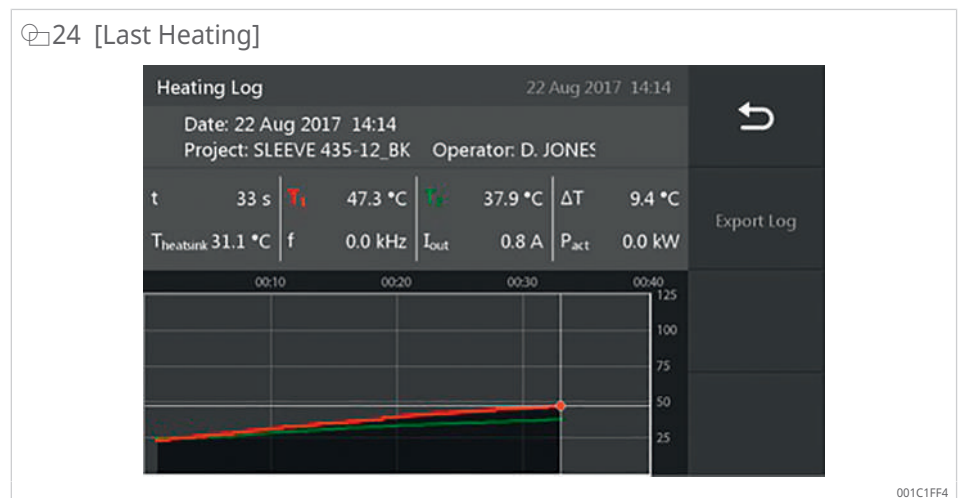 24 [Last Heating]
Heating Log 22 Aug 2017 14:14
Date: 22 Aug 2017 14:14
Project: SLEEVE 435-12_BK Operator: D. JONES
t 33 s T1 47.3 °C T2 37.9 °C ΔT 9.4 °C
Theatsink 31.1 °C f 0.0 kHz Iout 0.8 A Pact 0.0 kW
Export Log
00:10 00:20 00:30 00:40
125
100
75
50
25
001C1FF4